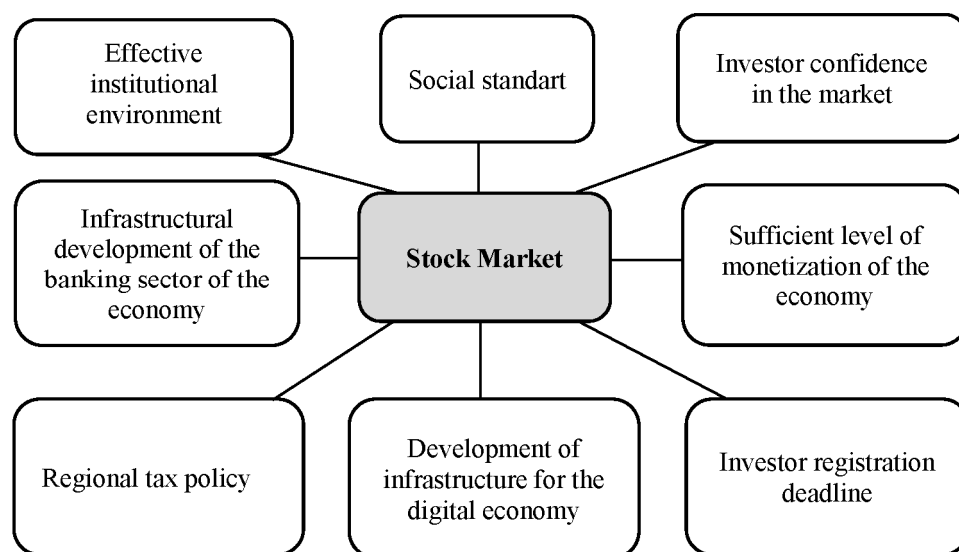 Effective
institutional
environment
Social standart
Investor confidence
in the market
Infrastructural
development of the
banking sector of the
economy
Stock Market
Sufficient level of
monetization of the
economy
Regional tax policy
Development of
infrastructure for the
digital economy
Investor registration
deadline